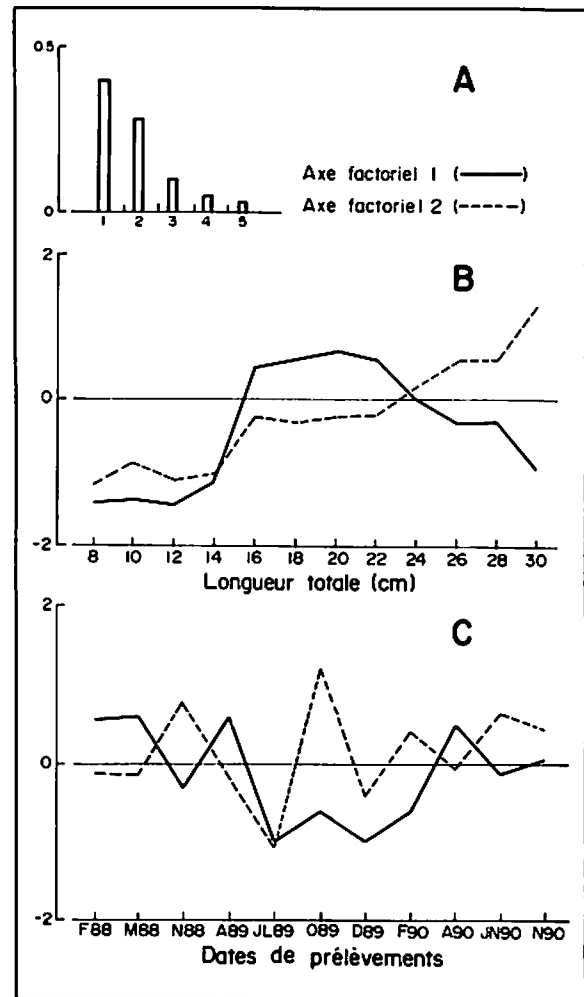 0.5
A
Axe factoriel 1 (——)
Axe factoriel 2 (-----)
0
1 2 3 4 5
2
B
0
-2
8 10 12 14 16 18 20 22 24 26 28 30
Longueur totale (cm)
2
C
0
-2
F88 M88 N88 A89 JL89 O89 D89 F90 A90 JN90 N90
Dates de prélèvements